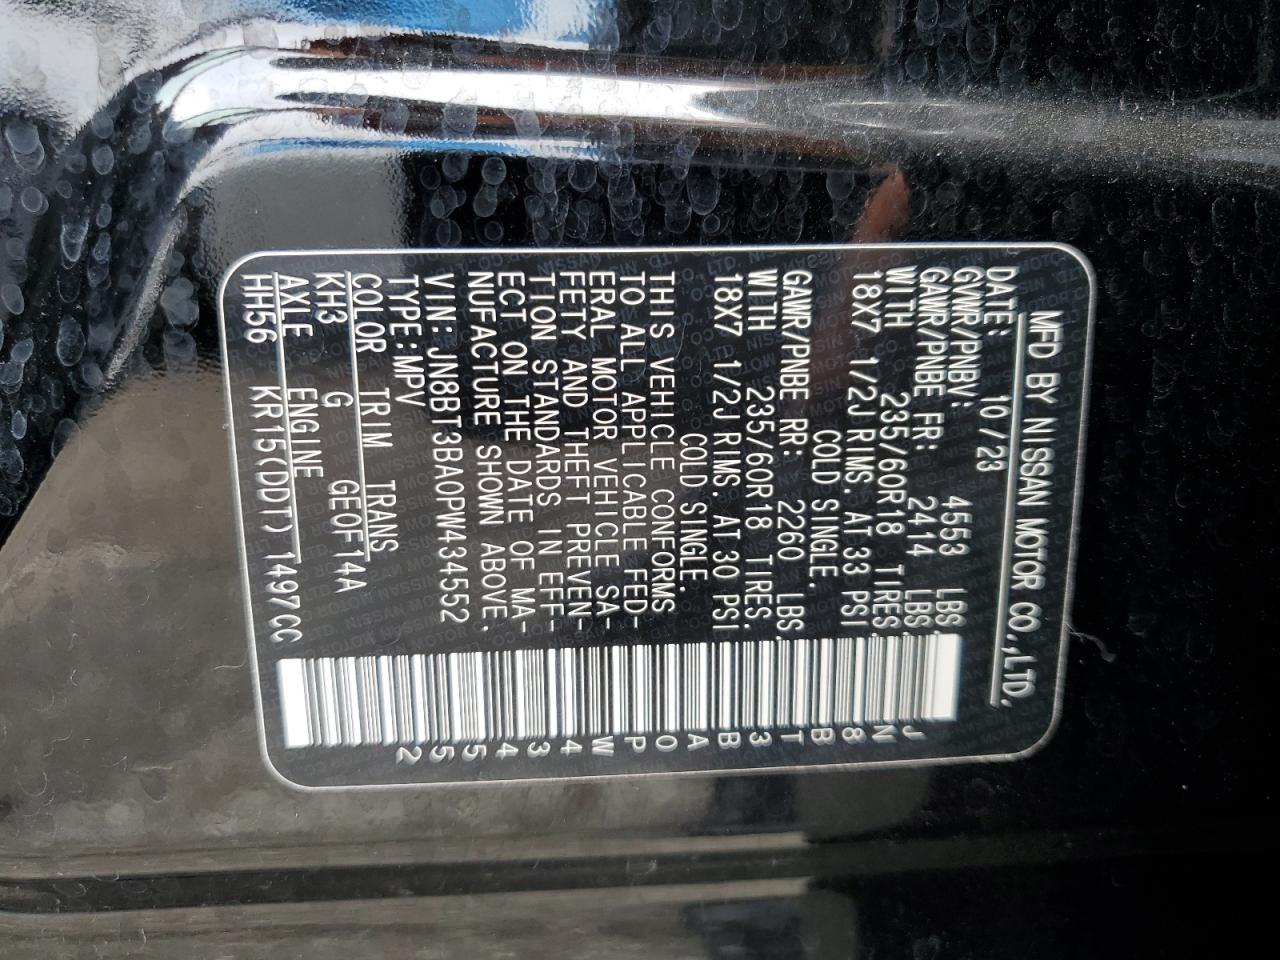 MFD BY NISSAN MOTOR CO.,LTD.
DATE: 10/23
GVWR/PNBV: 4553 LBS.
GAWR/PNBE FR: 2414 LBS.
WITH 235/60R18 TIRES.
18X7 1/2J RIMS. AT 33 PSI
COLD SINGLE.
GAWR/PNBE RR: 2260 LBS.
WITH 235/60R18 TIRES.
18X7 1/2J RIMS. AT 30 PSI
COLD SINGLE.
THIS VEHICLE CONFORMS
TO ALL APPLICABLE FED-
ERAL MOTOR VEHICLE SA-
FETY AND THEFT PREVEN-
TION STANDARDS IN EFF
ECT ON THE DATE OF MA-
NUFACTURE SHOWN ABOVE.
VIN: JN8BT3BA0PW434552
TYPE:MPV
COLOR TRIM TRANS
KH3 G GE0F14A
AXLE ENGINE
HH56 KR15(DDT) 1497CC
JN8BT3BA0PW434552